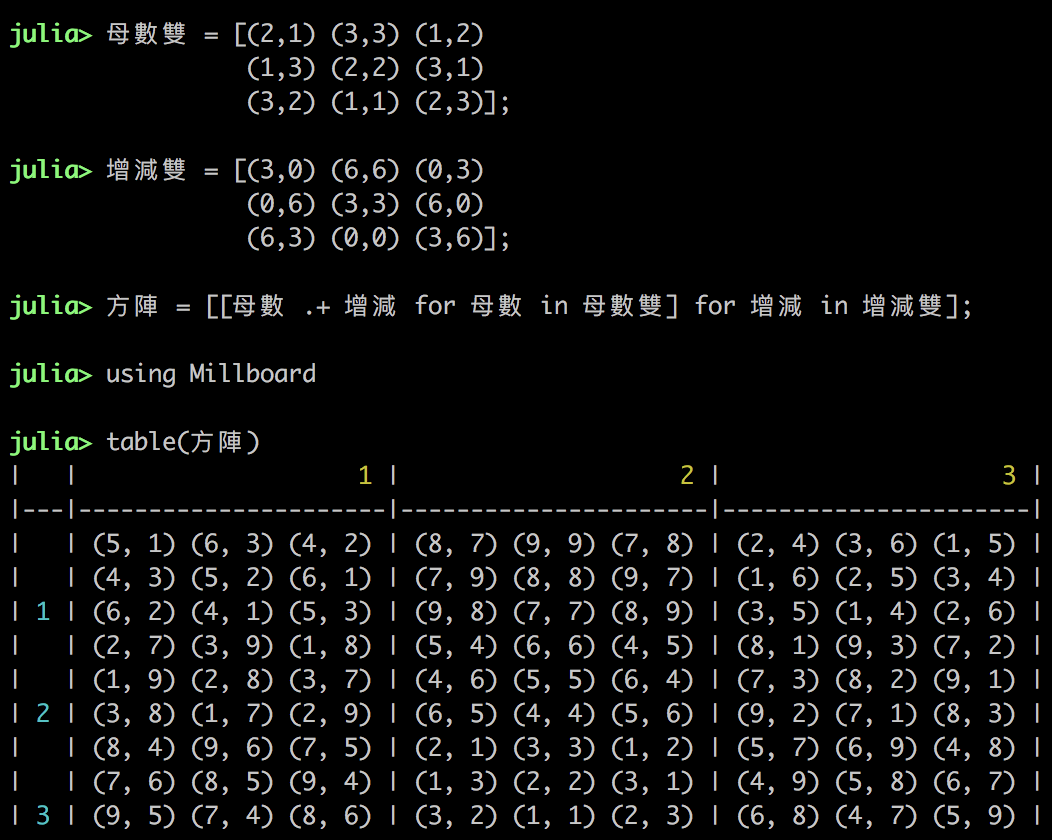 julia> 母數雙 = [(2,1) (3,3) (1,2)
(1,3) (2,2) (3,1)
(3,2) (1,1) (2,3)];
julia> 增減雙 = [(3,0) (6,6) (0,3)
(0,6) (3,3) (6,0)
(6,3) (0,0) (3,6)];
julia> 方陣 = [[母數 .+ 增減 for 母數 in 母數雙] for 增減 in 增減雙];
julia> using Millboard
julia> table(方陣)
|   |                    1 |                    2 |                    3 |
|---|----------------------|----------------------|----------------------|
|   | (5, 1) (6, 3) (4, 2) | (8, 7) (9, 9) (7, 8) | (2, 4) (3, 6) (1, 5) |
|   | (4, 3) (5, 2) (6, 1) | (7, 9) (8, 8) (9, 7) | (1, 6) (2, 5) (3, 4) |
| 1 | (6, 2) (4, 1) (5, 3) | (9, 8) (7, 7) (8, 9) | (3, 5) (1, 4) (2, 6) |
|   | (2, 7) (3, 9) (1, 8) | (5, 4) (6, 6) (4, 5) | (8, 1) (9, 3) (7, 2) |
|   | (1, 9) (2, 8) (3, 7) | (4, 6) (5, 5) (6, 4) | (7, 3) (8, 2) (9, 1) |
| 2 | (3, 8) (1, 7) (2, 9) | (6, 5) (4, 4) (5, 6) | (9, 2) (7, 1) (8, 3) |
|   | (8, 4) (9, 6) (7, 5) | (2, 1) (3, 3) (1, 2) | (5, 7) (6, 9) (4, 8) |
|   | (7, 6) (8, 5) (9, 4) | (1, 3) (2, 2) (3, 1) | (4, 9) (5, 8) (6, 7) |
| 3 | (9, 5) (7, 4) (8, 6) | (3, 2) (1, 1) (2, 3) | (6, 8) (4, 7) (5, 9) |